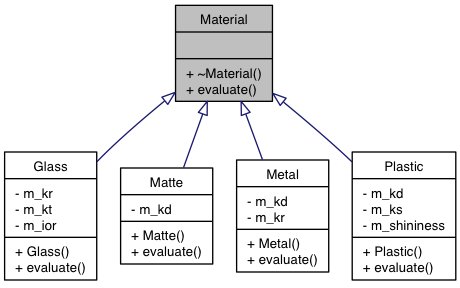 Material
+ ~Material()
+ evaluate()
Glass
- m_kr
- m_kt
- m_ior
+ Glass()
+ evaluate()
Matte
- m_kd
+ Matte()
+ evaluate()
Metal
- m_kd
- m_kr
+ Metal()
+ evaluate()
Plastic
- m_kd
- m_ks
- m_shininess
+ Plastic()
+ evaluate()